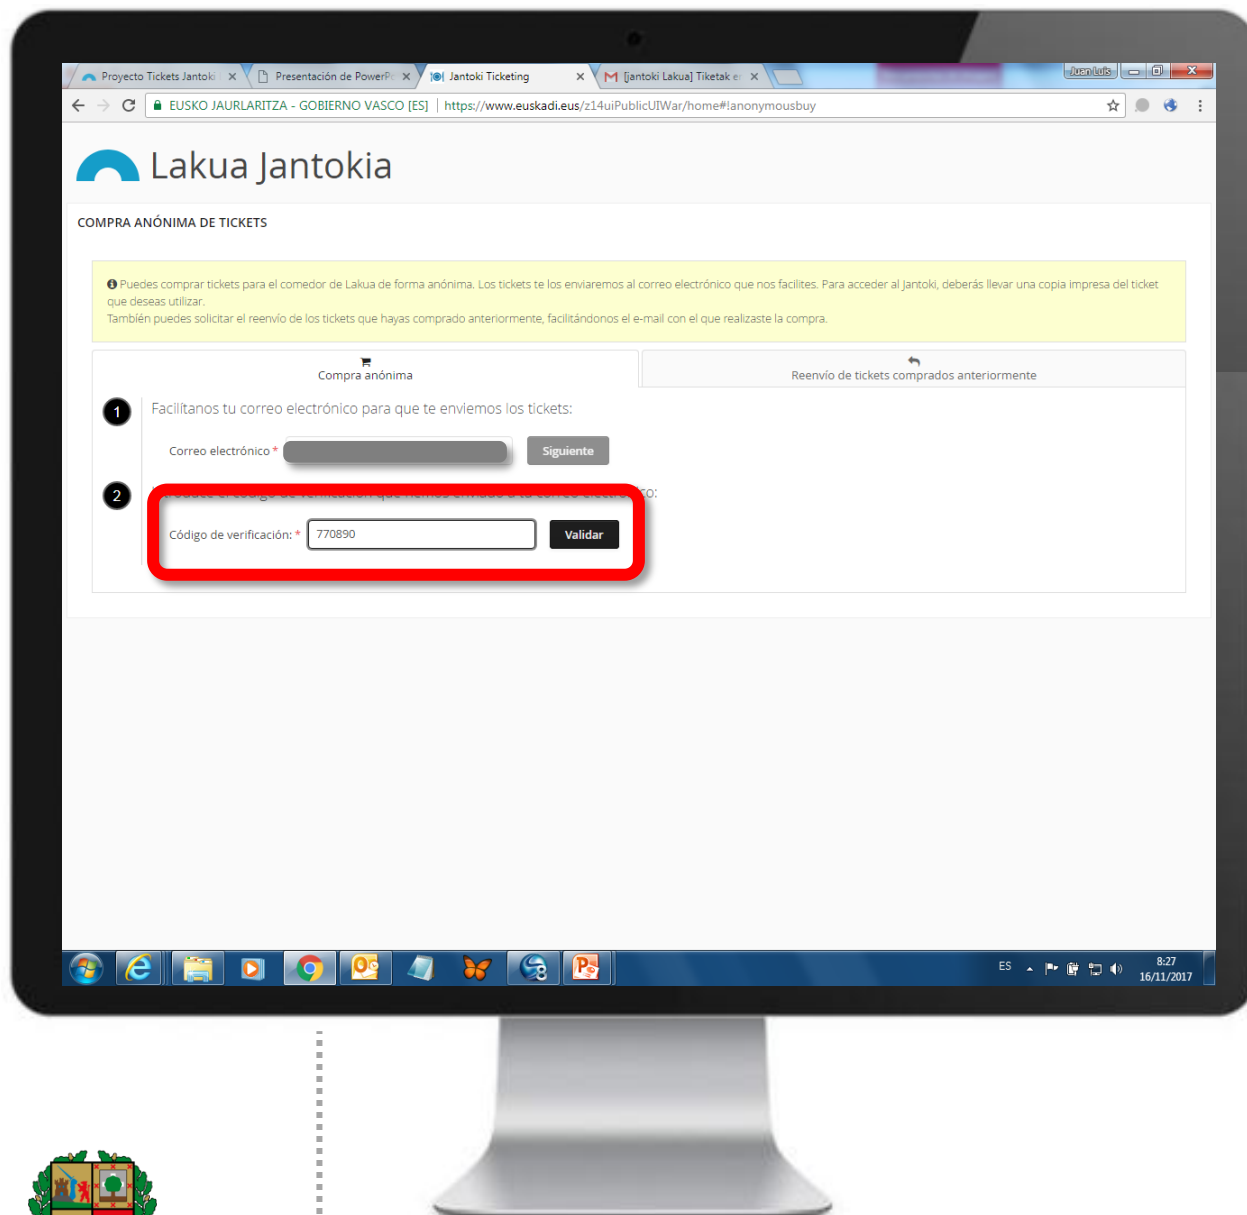 Proyecto Tickets Jantoki
Presentación de PowerPo
Jantoki Ticketing
[jantoki Lakua] Tiketak e
Juan Luis
EUSKO JAURLARITZA - GOBIERNO VASCO [ES] | https://www.euskadi.eus/z14uiPublicUIWar/home#!anonymousbuy
Lakua Jantokia
COMPRA ANÓNIMA DE TICKETS
Puedes comprar tickets para el comedor de Lakua de forma anónima. Los tickets te los enviaremos al correo electrónico que nos facilites. Para acceder al Jantoki, deberás llevar una copia impresa del ticket
que deseas utilizar.
También puedes solicitar el reenvío de los tickets que hayas comprado anteriormente, facilitándonos el e-mail con el que realizaste la compra.
Compra anónima
Reenvío de tickets comprados anteriormente
1 Facilítanos tu correo electrónico para que te enviemos los tickets:
Correo electrónico * Siguiente
2
Código de verificación: * 770890 Validar
ES
8:27
16/11/2017